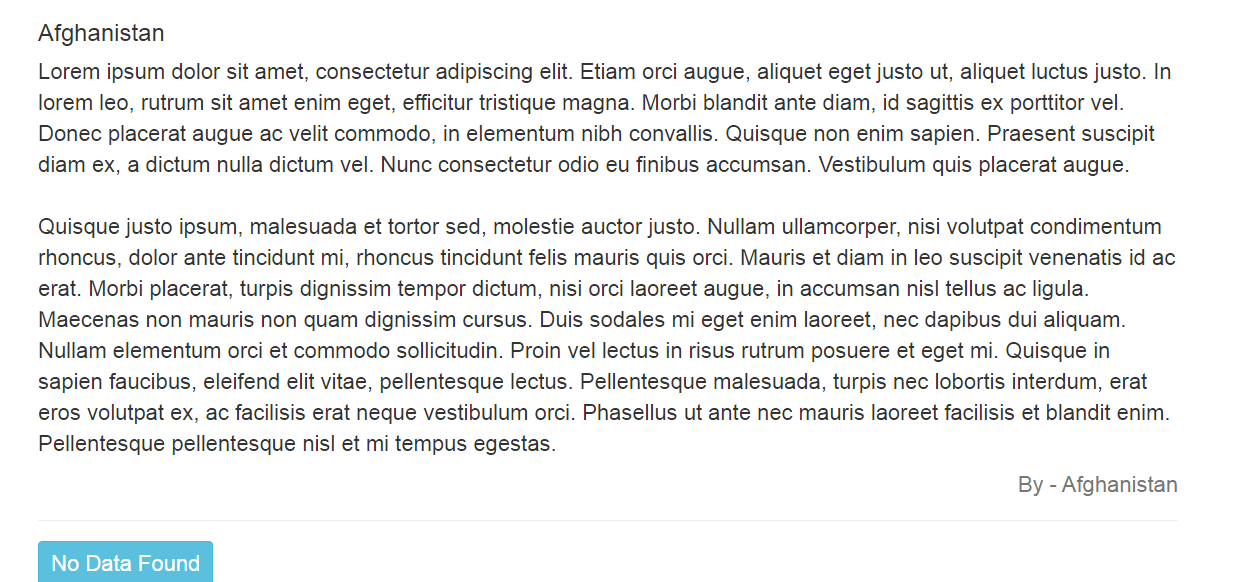 Afghanistan
Lorem ipsum dolor sit amet, consectetur adipiscing elit. Etiam orci augue, aliquet eget justo ut, aliquet luctus justo. In
lorem leo, rutrum sit amet enim eget, efficitur tristique magna. Morbi blandit ante diam, id sagittis ex porttitor vel.
Donec placerat augue ac velit commodo, in elementum nibh convallis. Quisque non enim sapien. Praesent suscipit
diam ex, a dictum nulla dictum vel. Nunc consectetur odio eu finibus accumsan. Vestibulum quis placerat augue.
Quisque justo ipsum, malesuada et tortor sed, molestie auctor justo. Nullam ullamcorper, nisi volutpat condimentum
rhoncus, dolor ante tincidunt mi, rhoncus tincidunt felis mauris quis orci. Mauris et diam in leo suscipit venenatis id ac
erat. Morbi placerat, turpis dignissim tempor dictum, nisi orci laoreet augue, in accumsan nisl tellus ac ligula.
Maecenas non mauris non quam dignissim cursus. Duis sodales mi eget enim laoreet, nec dapibus dui aliquam.
Nullam elementum orci et commodo sollicitudin. Proin vel lectus in risus rutrum posuere et eget mi. Quisque in
sapien faucibus, eleifend elit vitae, pellentesque lectus. Pellentesque malesuada, turpis nec lobortis interdum, erat
eros volutpat ex, ac facilisis erat neque vestibulum orci. Phasellus ut ante nec mauris laoreet facilisis et blandit enim.
Pellentesque pellentesque nisl et mi tempus egestas.
By - Afghanistan
No Data Found